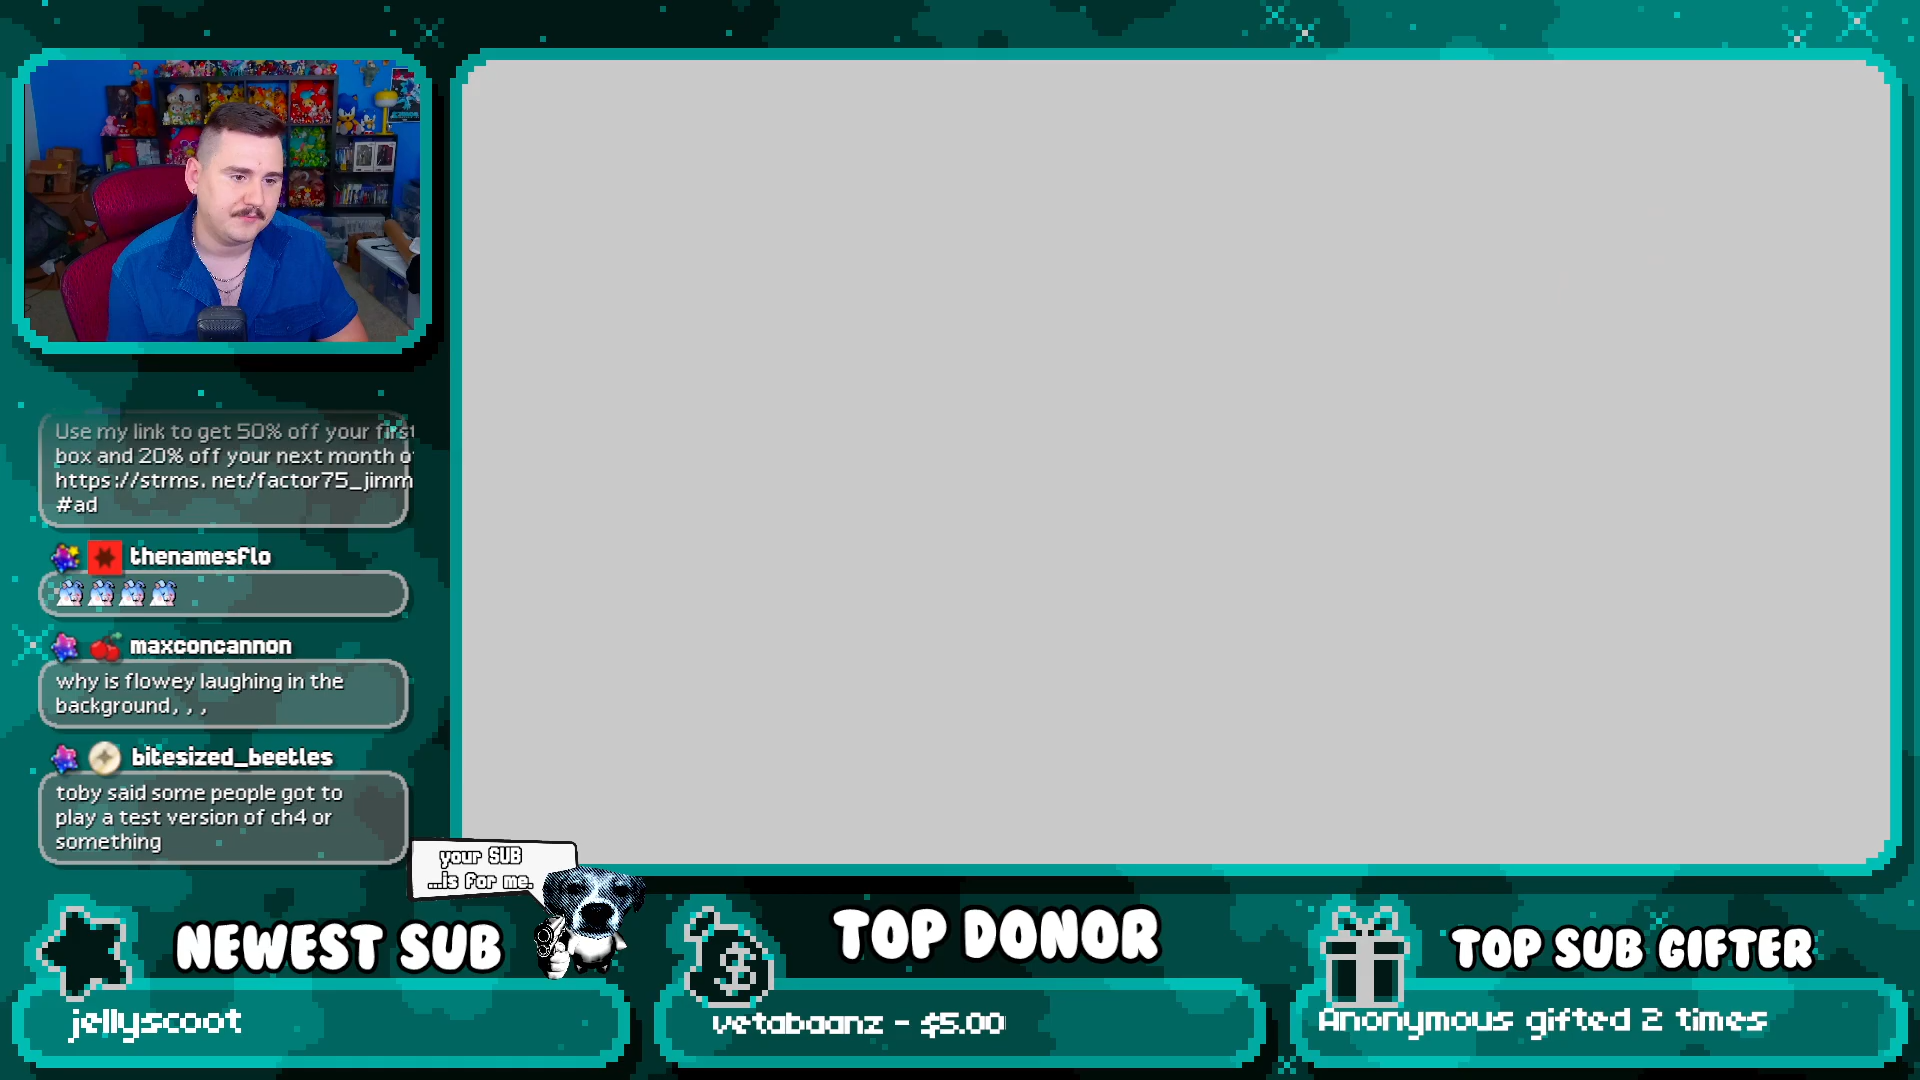 Use my link to get 50% off your first
box and 20% off your next month o
https://strms.net/factor75_jimm
#ad
thenamesflo
maxconcannon
why is flowey laughing in the
background, , ,
bitesized_beetles
toby said some people got to
play a test version of ch4 or
something
your SUB
...is for me.
NEWEST SUB
jellyscoot
TOP DONOR
vetabaanz - $5.00
TOP SUB GIFTER
Anonymous gifted 2 times